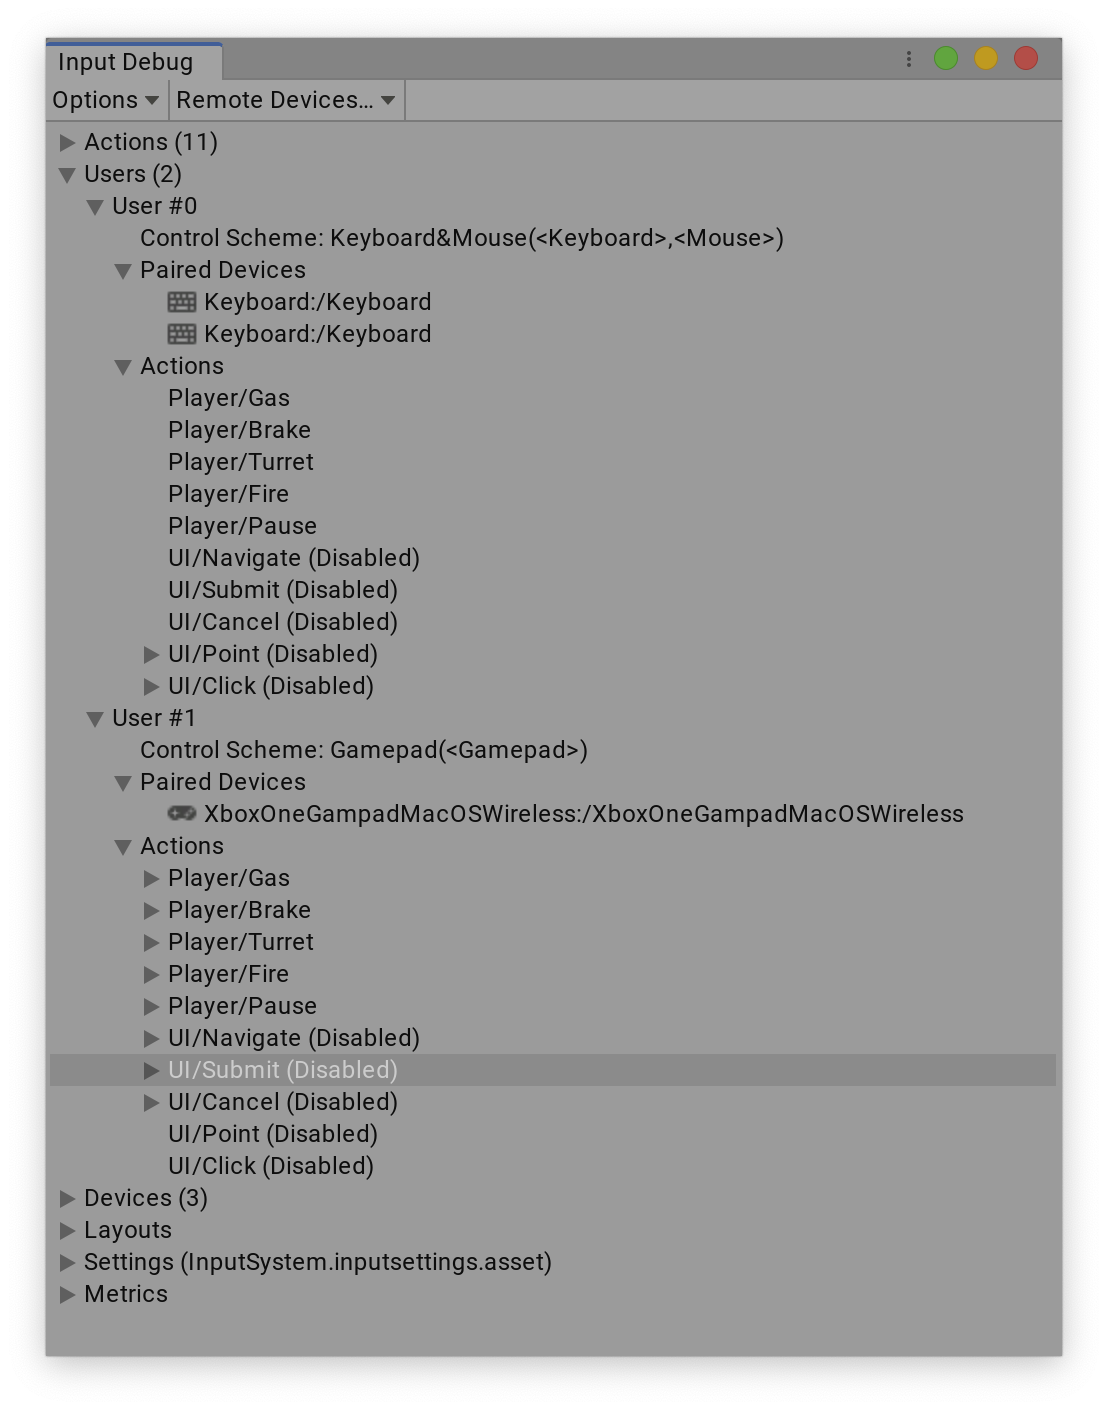 Input Debug
Options
Remote Devices...
Actions (11)
Users (2)
User #0
Control Scheme: Keyboard&Mouse(<Keyboard>,<Mouse>)
Paired Devices
Keyboard:/Keyboard
Keyboard:/Keyboard
Actions
Player/Gas
Player/Brake
Player/Turret
Player/Fire
Player/Pause
UI/Navigate (Disabled)
UI/Submit (Disabled)
UI/Cancel (Disabled)
UI/Point (Disabled)
UI/Click (Disabled)
User #1
Control Scheme: Gamepad(<Gamepad>)
Paired Devices
XboxOneGampadMacOSWireless:/XboxOneGampadMacOSWireless
Actions
Player/Gas
Player/Brake
Player/Turret
Player/Fire
Player/Pause
UI/Navigate (Disabled)
UI/Submit (Disabled)
UI/Cancel (Disabled)
UI/Point (Disabled)
UI/Click (Disabled)
Devices (3)
Layouts
Settings (InputSystem.inputsettings.asset)
Metrics